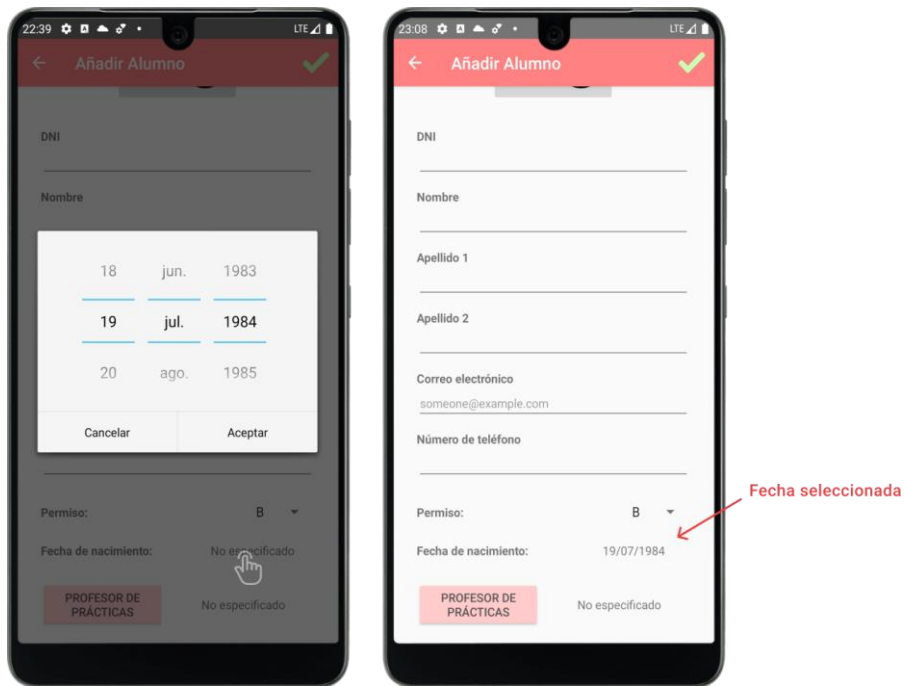 22:39
LTE
Añadir Alumno
DNI
Nombre
18 jun. 1983
19 jul. 1984
20 ago. 1985
Cancelar Aceptar
Permiso: B
Fecha de nacimiento: No especificado
PROFESOR DE
PRÁCTICAS
No especificado
23:08
LTE
Añadir Alumno
DNI
Nombre
Apellido 1
Apellido 2
Correo electrónico
someone@example.com
Número de teléfono
Permiso: B
Fecha de nacimiento: 19/07/1984
PROFESOR DE
PRÁCTICAS
No especificado
Fecha seleccionada